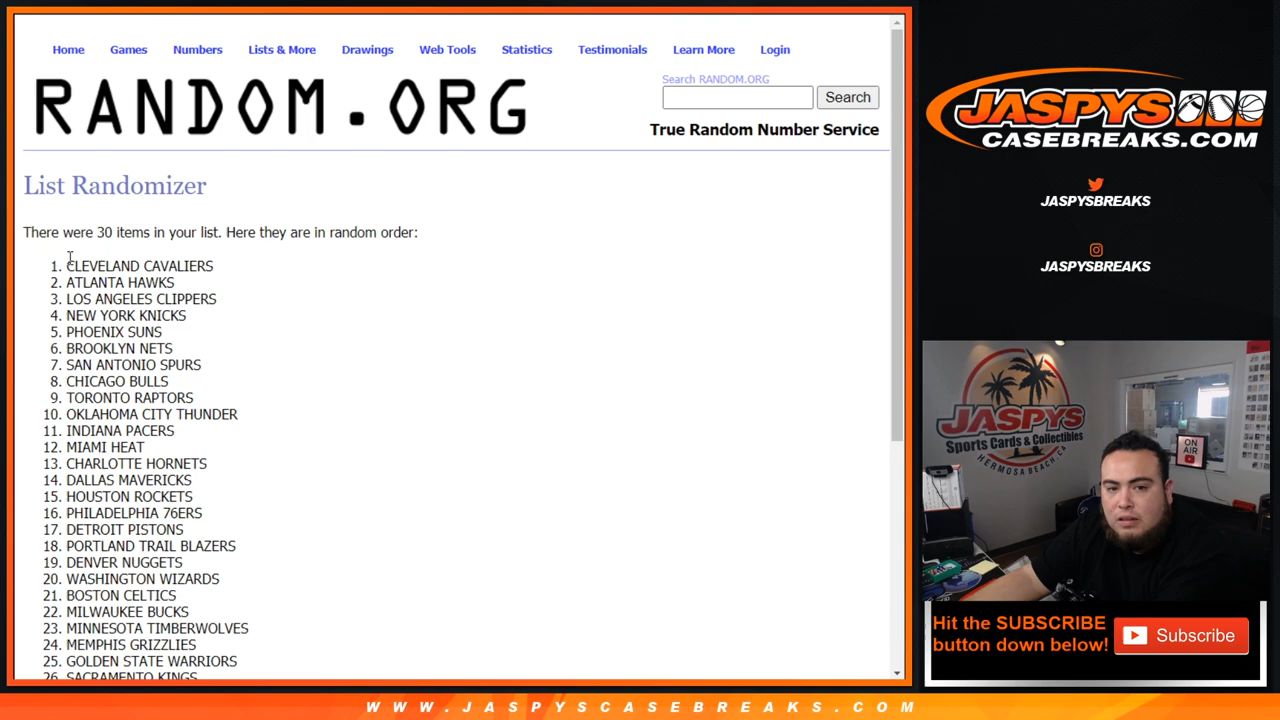 Home Games Numbers Lists & More Drawings Web Tools Statistics Testimonials Learn More Login
RANDOM.ORG
Search RANDOM.ORG
Search
True Random Number Service
List Randomizer
There were 30 items in your list. Here they are in random order:
1. CLEVELAND CAVALIERS
2. ATLANTA HAWKS
3. LOS ANGELES CLIPPERS
4. NEW YORK KNICKS
5. PHOENIX SUNS
6. BROOKLYN NETS
7. SAN ANTONIO SPURS
8. CHICAGO BULLS
9. TORONTO RAPTORS
10. OKLAHOMA CITY THUNDER
11. INDIANA PACERS
12. MIAMI HEAT
13. CHARLOTTE HORNETS
14. DALLAS MAVERICKS
15. HOUSTON ROCKETS
16. PHILADELPHIA 76ERS
17. DETROIT PISTONS
18. PORTLAND TRAIL BLAZERS
19. DENVER NUGGETS
20. WASHINGTON WIZARDS
21. BOSTON CELTICS
22. MILWAUKEE BUCKS
23. MINNESOTA TIMBERWOLVES
24. MEMPHIS GRIZZLIES
25. GOLDEN STATE WARRIORS
26. SACRAMENTO KINGS
JASPYS
CASEBREAKS.COM
JASPYSBREAKS
JASPYSBREAKS
JASPYS
Sports Cards & Collectibles
HERMOSA BEACH, CA
ON
AIR
Hit the SUBSCRIBE
button down below!
Subscribe
WWW.JASPYSCASEBREAKS.COM